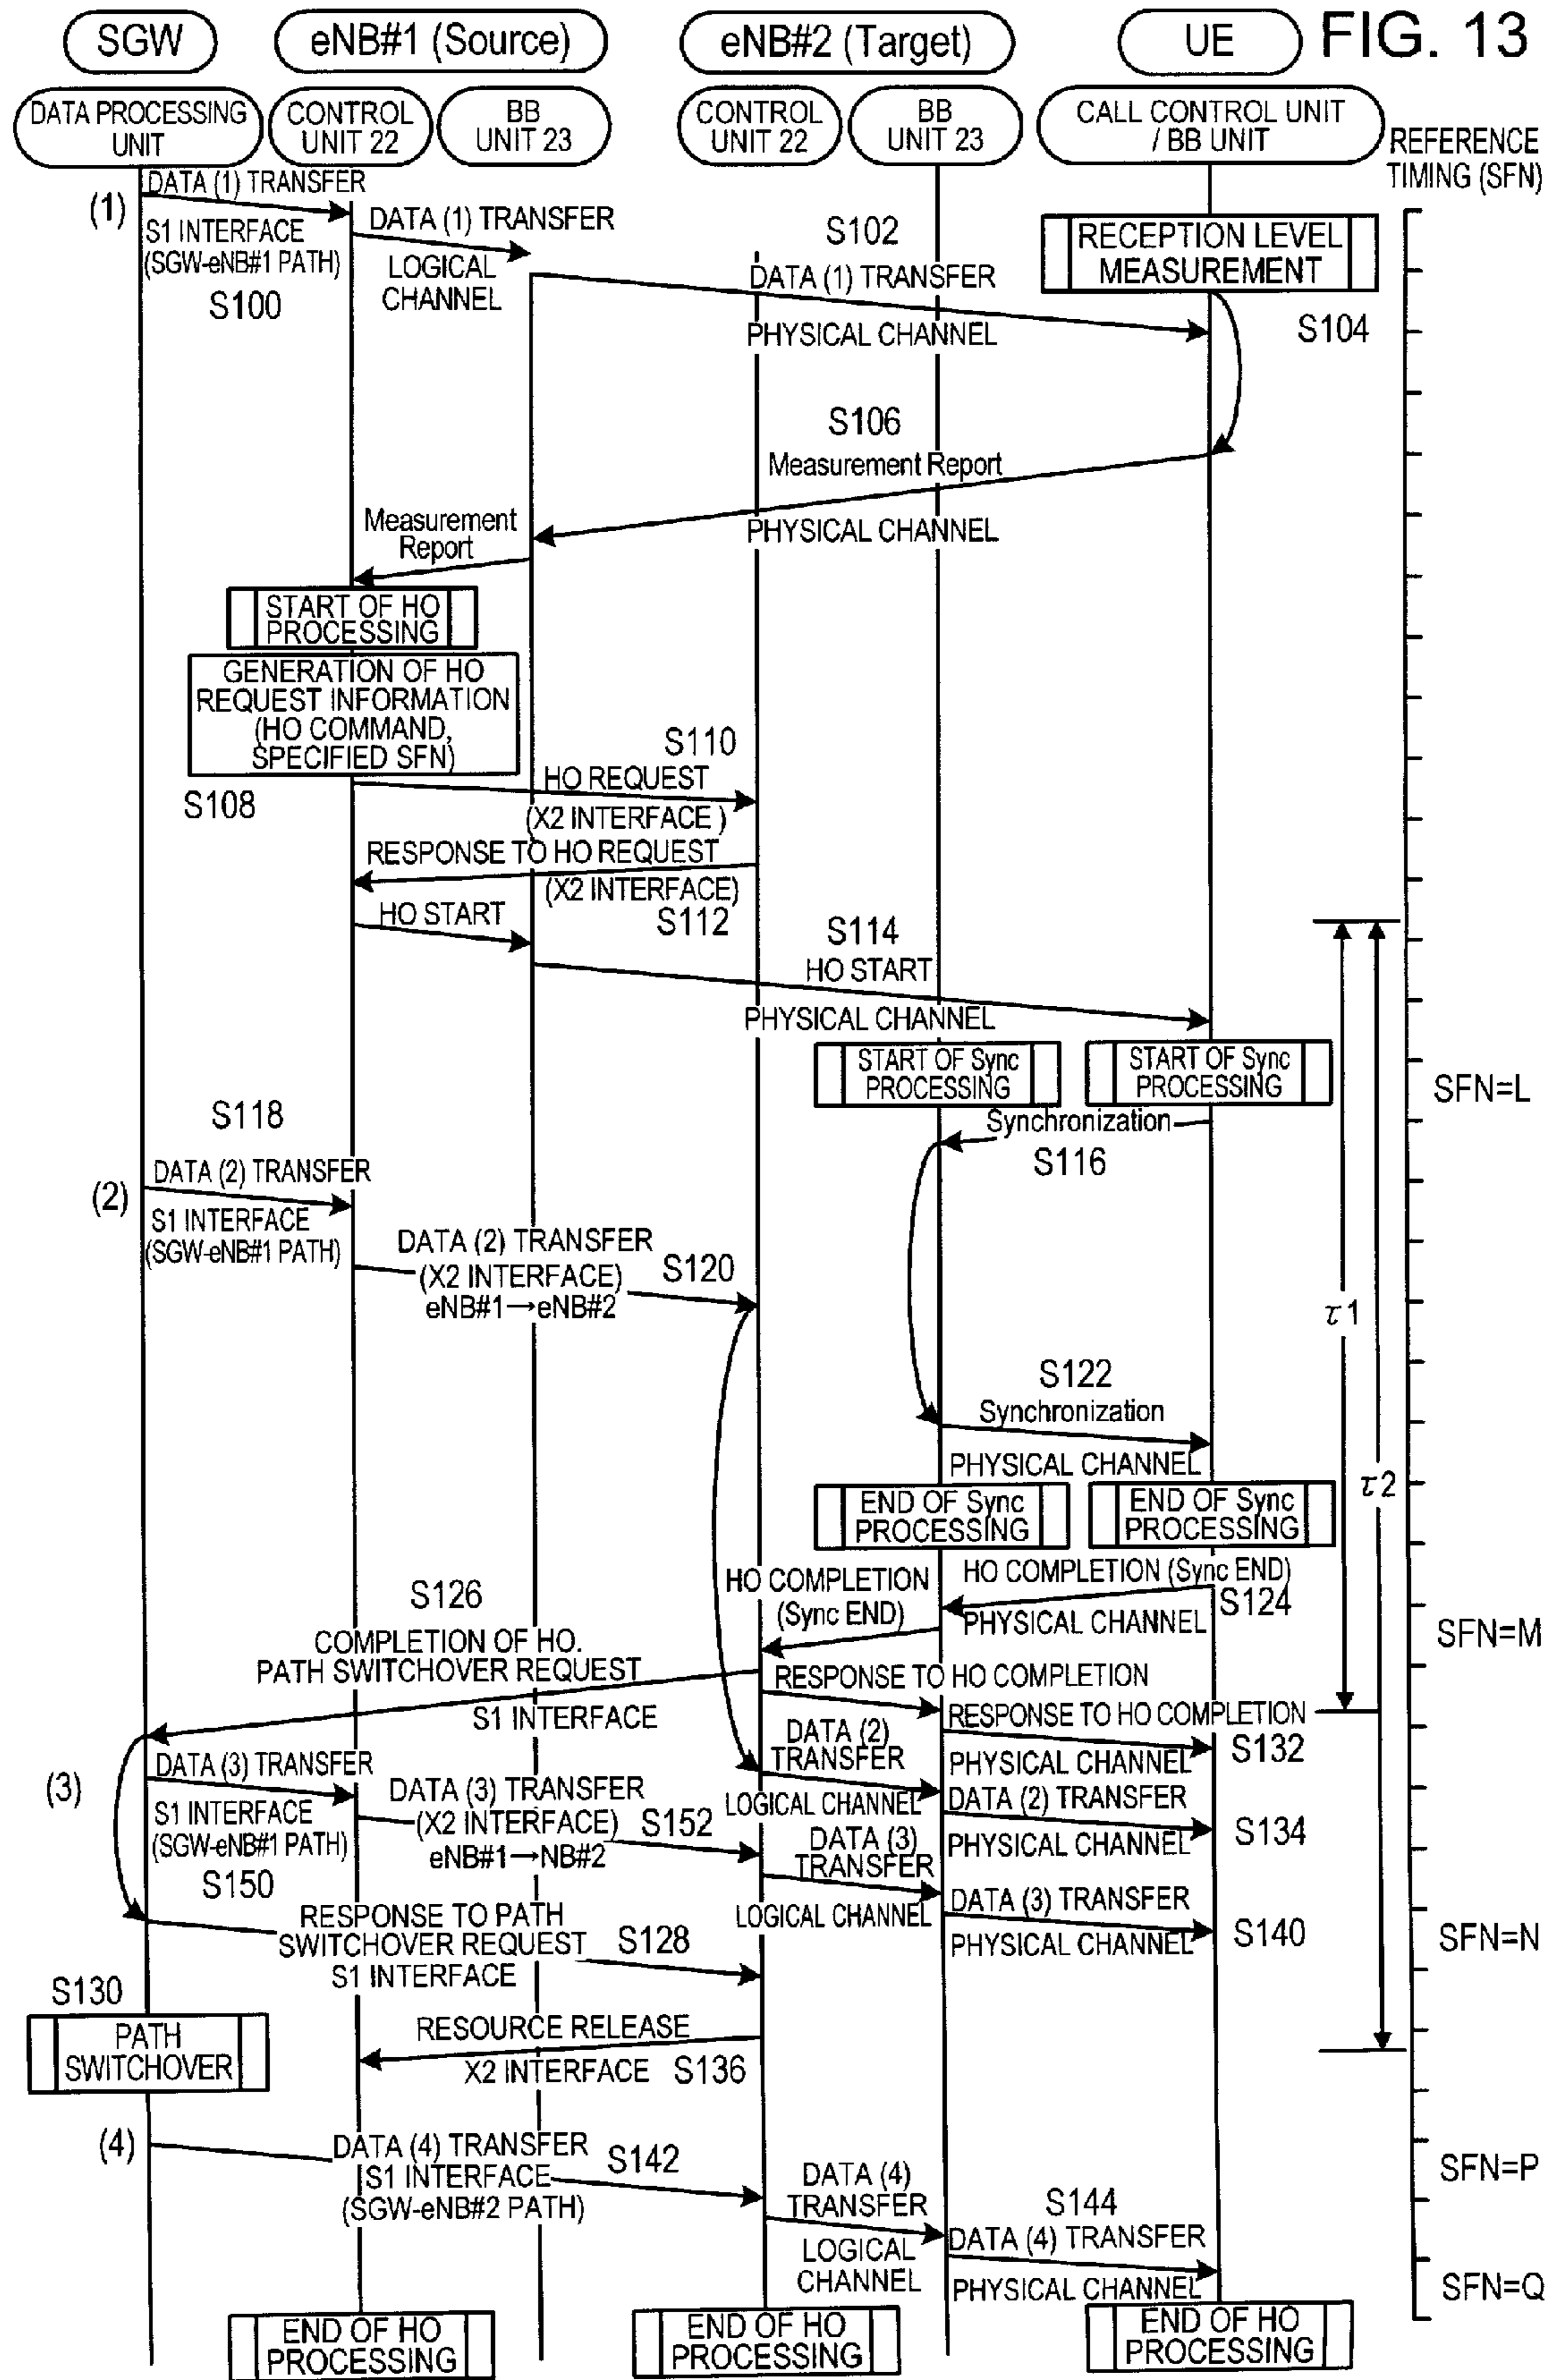 FIG. 13
SGW
eNB#1 (Source)
eNB#2 (Target)
UE
DATA PROCESSING
UNIT
CONTROL
UNIT 22
BB
UNIT 23
CONTROL
UNIT 22
BB
UNIT 23
CALL CONTROL UNIT
/ BB UNIT
REFERENCE
TIMING (SFN)
(1)
DATA (1) TRANSFER
S1 INTERFACE
(SGW-eNB#1 PATH)
S100
DATA (1) TRANSFER
LOGICAL
CHANNEL
S102
DATA (1) TRANSFER
PHYSICAL CHANNEL
RECEPTION LEVEL
MEASUREMENT
S104
S106
Measurement Report
PHYSICAL CHANNEL
Measurement
Report
START OF HO
PROCESSING
GENERATION OF HO
REQUEST INFORMATION
(HO COMMAND,
SPECIFIED SFN)
S108
S110
HO REQUEST
(X2 INTERFACE )
RESPONSE TO HO REQUEST
(X2 INTERFACE)
S112
HO START
S114
HO START
PHYSICAL CHANNEL
START OF Sync
PROCESSING
START OF Sync
PROCESSING
SFN=L
Synchronization
S116
S118
(2)
DATA (2) TRANSFER
S1 INTERFACE
(SGW-eNB#1 PATH)
DATA (2) TRANSFER
(X2 INTERFACE)
eNB#1→eNB#2
S120
τ1
S122
Synchronization
PHYSICAL CHANNEL
τ2
END OF Sync
PROCESSING
END OF Sync
PROCESSING
HO COMPLETION (Sync END)
S124
PHYSICAL CHANNEL
HO COMPLETION
(Sync END)
SFN=M
S126
COMPLETION OF HO.
PATH SWITCHOVER REQUEST
S1 INTERFACE
RESPONSE TO HO COMPLETION
RESPONSE TO HO COMPLETION
PHYSICAL CHANNEL
S132
(3)
DATA (3) TRANSFER
S1 INTERFACE
(SGW-eNB#1 PATH)
S150
DATA (3) TRANSFER
(X2 INTERFACE)
eNB#1→NB#2
S152
DATA (2)
TRANSFER
LOGICAL CHANNEL
DATA (2) TRANSFER
PHYSICAL CHANNEL
S134
DATA (3)
TRANSFER
LOGICAL CHANNEL
DATA (3) TRANSFER
PHYSICAL CHANNEL
S140
SFN=N
RESPONSE TO PATH
SWITCHOVER REQUEST
S1 INTERFACE
S128
S130
PATH
SWITCHOVER
RESOURCE RELEASE
X2 INTERFACE
S136
(4)
DATA (4) TRANSFER
S1 INTERFACE
(SGW-eNB#2 PATH)
S142
DATA (4)
TRANSFER
LOGICAL
CHANNEL
S144
DATA (4) TRANSFER
PHYSICAL CHANNEL
SFN=P
SFN=Q
END OF HO
PROCESSING
END OF HO
PROCESSING
END OF HO
PROCESSING